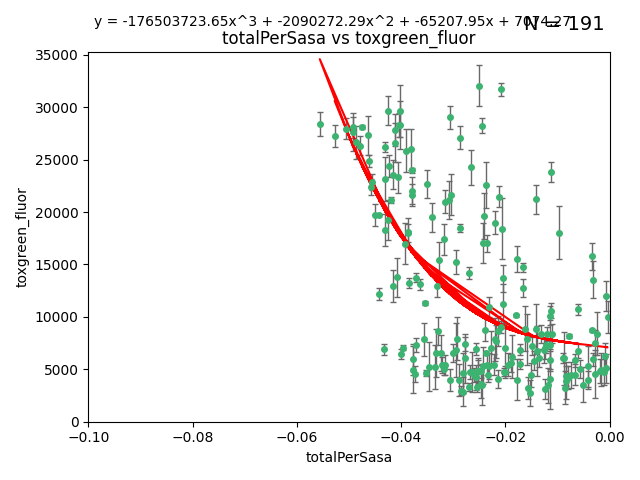 y = -176503723.65x^3 + -2090272.29x^2 + -65207.95x + 7074.27
N = 191
totalPerSasa vs toxgreen_fluor
35000
30000
25000
20000
15000
10000
5000
0
toxgreen_fluor
−0.10 −0.08 −0.06 −0.04 −0.02 0.00
totalPerSasa